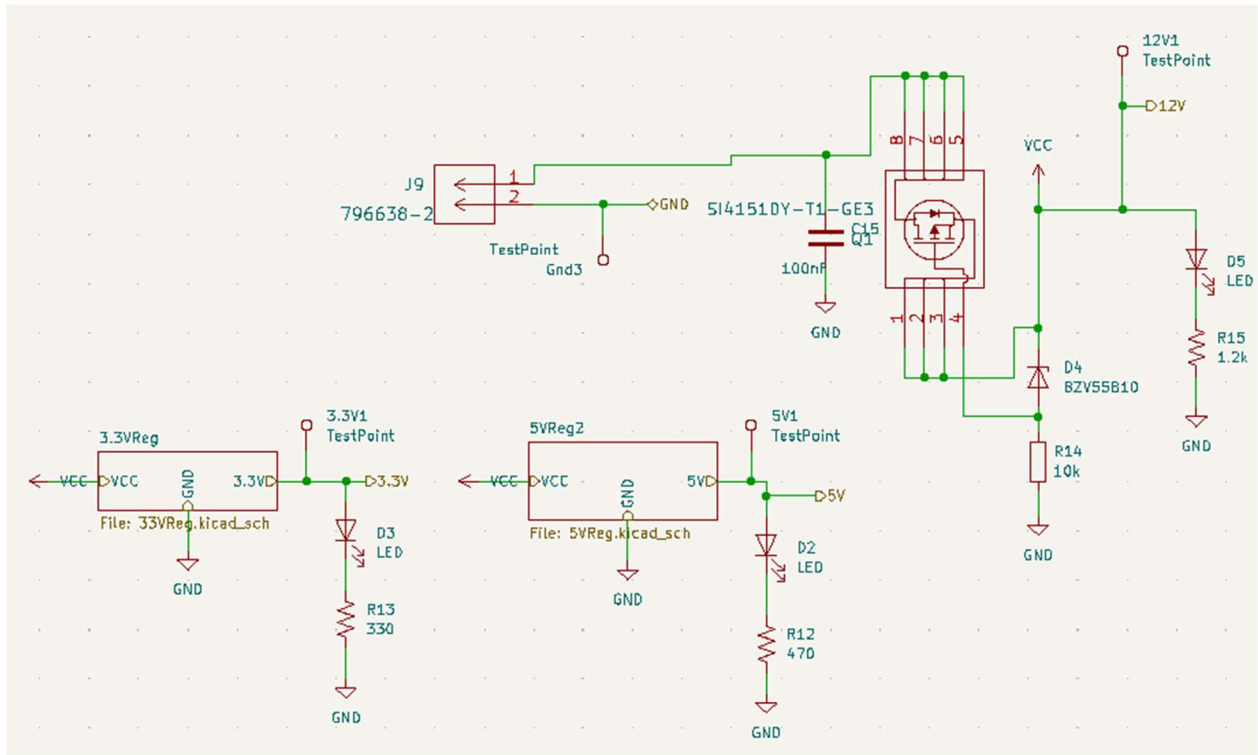 12V1
TestPoint
12V
8
7
6
5
VCC
J9
796638-2
1
2
GND
TestPoint
Gnd3
SI4151DY-T1-GE3
C15
Q1
100nF
GND
1
2
3
4
D5
LED
R15
1.2k
GND
D4
BZV55B10
R14
10k
GND
3.3VReg
3.3V1
TestPoint
VCC
VCC
GND
3.3V
3.3V
File: 33VReg.kicad_sch
GND
D3
LED
R13
330
GND
5VReg2
5V1
TestPoint
VCC
VCC
GND
5V
5V
File: 5VReg.kicad_sch
GND
D2
LED
R12
470
GND